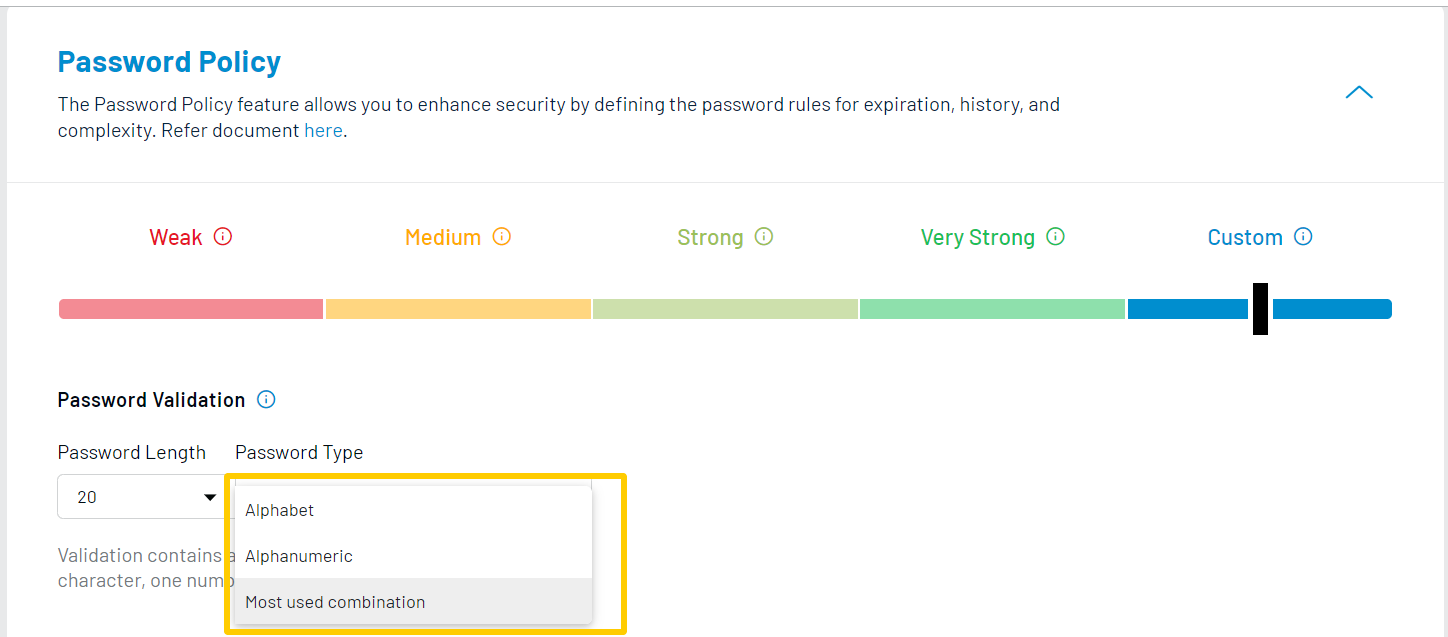 Password Policy
The Password Policy feature allows you to enhance security by defining the password rules for expiration, history, and
complexity. Refer document here.
Weak
Medium
Strong
Very Strong
Custom
Password Validation
Password Length
Password Type
20
Alphabet
Validation contains a
Alphanumeric
character, one numb
Most used combination